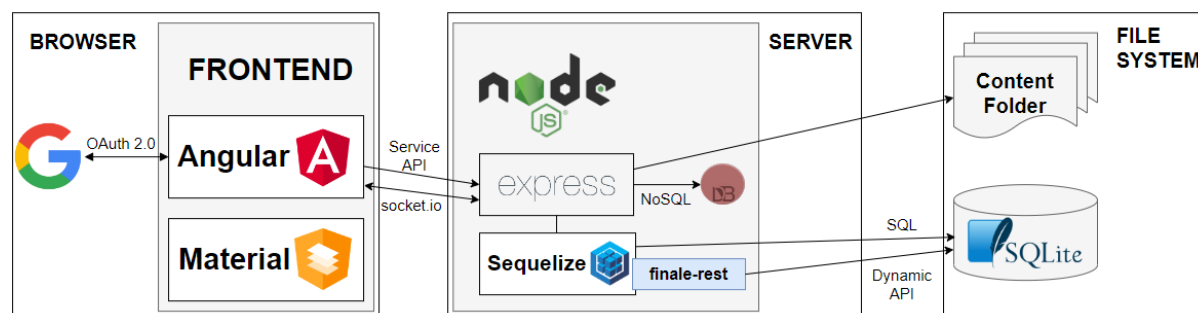 BROWSER
FRONTEND
OAuth 2.0
Angular
Material
Service
API
socket.io
SERVER
node
JS
®
express
NoSQL
DB
Sequelize
finale-rest
SQL
Dynamic
API
FILE
SYSTEM
Content
Folder
SQLite